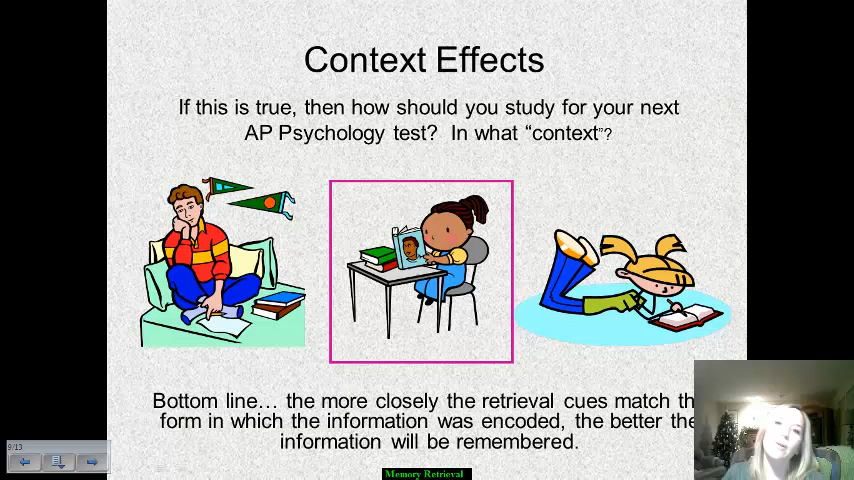 Context Effects
If this is true, then how should you study for your next
AP Psychology test? In what “context”?
Bottom line… the more closely the retrieval cues match th
form in which the information was encoded, the better the
information will be remembered.
9/13
Memory Retrieval